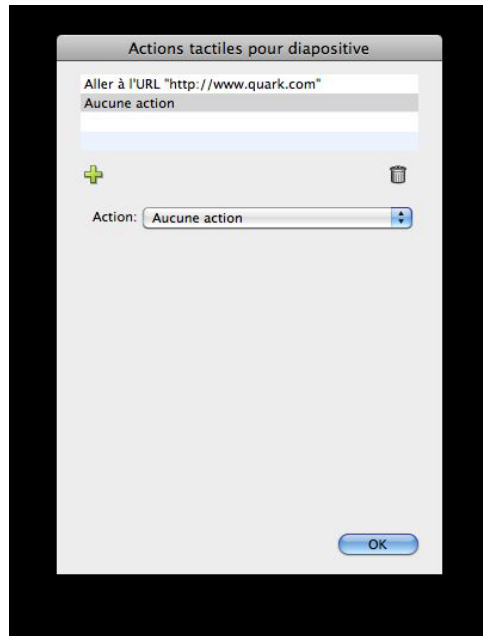 Actions tactiles pour diapositive
Aller à l'URL "http://www.quark.com"
Aucune action
Action: Aucune action
OK